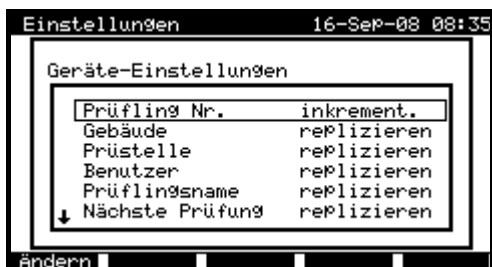 Einstellungen 16-Sep-08 08:35
Geräte-Einstellungen
Prüfling Nr. inkrement.
Gebäude replizieren
Prüstelle replizieren
Benutzer replizieren
Prüflingsname replizieren
↓ Nächste Prüfung replizieren
ändern